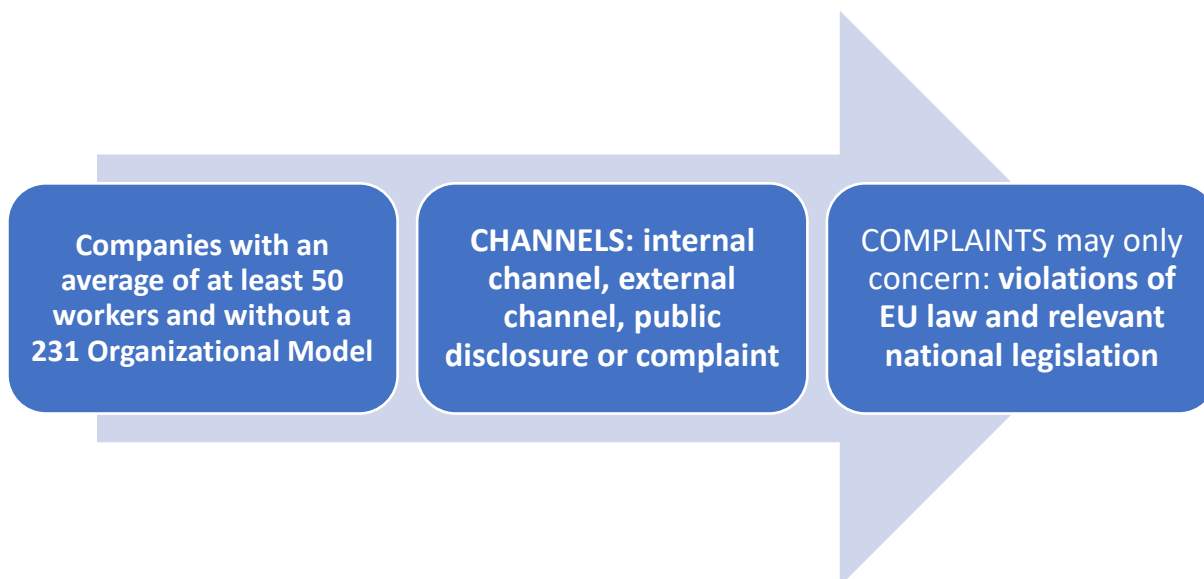 Companies with an
average of at least 50
workers and without a
231 Organizational Model
CHANNELS: internal
channel, external
channel, public
disclosure or complaint
COMPLAINTS may only
concern: violations of
EU law and relevant
national legislation